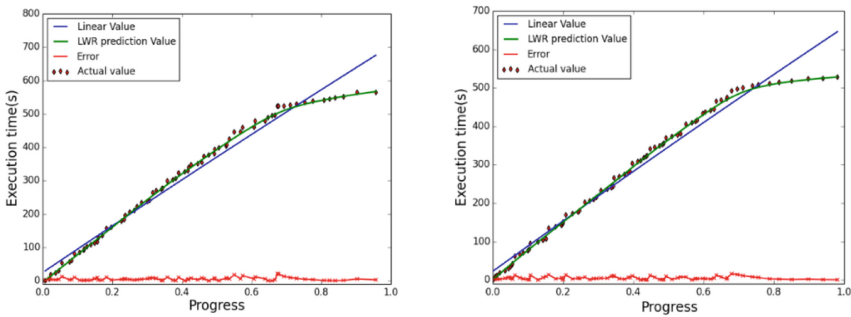 800
700
600
500
400
300
200
100
0
0.0 0.2 0.4 0.6 0.8 1.0
Execution time(s)
Progress
Linear Value
LWR prediction Value
Error
Actual value
700
600
500
400
300
200
100
0
0.0 0.2 0.4 0.6 0.8 1.0
Execution time(s)
Progress
Linear Value
LWR prediction Value
Error
Actual value